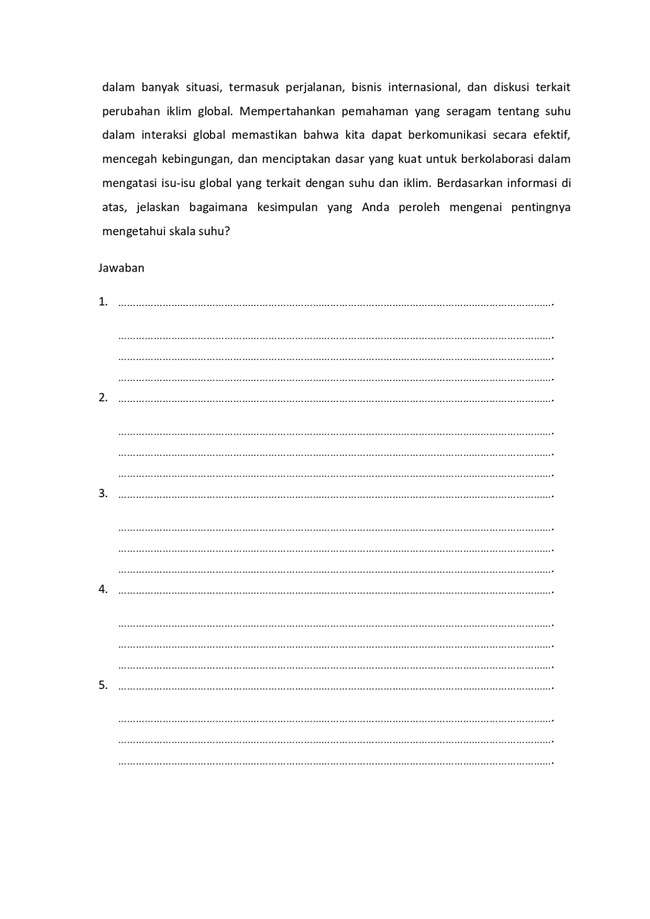 dalam banyak situasi, termasuk perjalanan, bisnis internasional, dan diskusi terkait
perubahan iklim global. Mempertahankan pemahaman yang seragam tentang suhu
dalam interaksi global memastikan bahwa kita dapat berkomunikasi secara efektif,
mencegah kebingungan, dan menciptakan dasar yang kuat untuk berkolaborasi dalam
mengatasi isu-isu global yang terkait dengan suhu dan iklim. Berdasarkan informasi di
atas, jelaskan bagaimana kesimpulan yang Anda peroleh mengenai pentingnya
mengetahui skala suhu?
Jawaban
1. ……………………………………………………………………………………………………………………………….
……………………………………………………………………………………………………………………………….
……………………………………………………………………………………………………………………………….
……………………………………………………………………………………………………………………………….
2. ……………………………………………………………………………………………………………………………….
……………………………………………………………………………………………………………………………….
……………………………………………………………………………………………………………………………….
……………………………………………………………………………………………………………………………….
3. ……………………………………………………………………………………………………………………………….
……………………………………………………………………………………………………………………………….
……………………………………………………………………………………………………………………………….
……………………………………………………………………………………………………………………………….
4. ……………………………………………………………………………………………………………………………….
……………………………………………………………………………………………………………………………….
……………………………………………………………………………………………………………………………….
……………………………………………………………………………………………………………………………….
5. ……………………………………………………………………………………………………………………………….
……………………………………………………………………………………………………………………………….
……………………………………………………………………………………………………………………………….
……………………………………………………………………………………………………………………………….